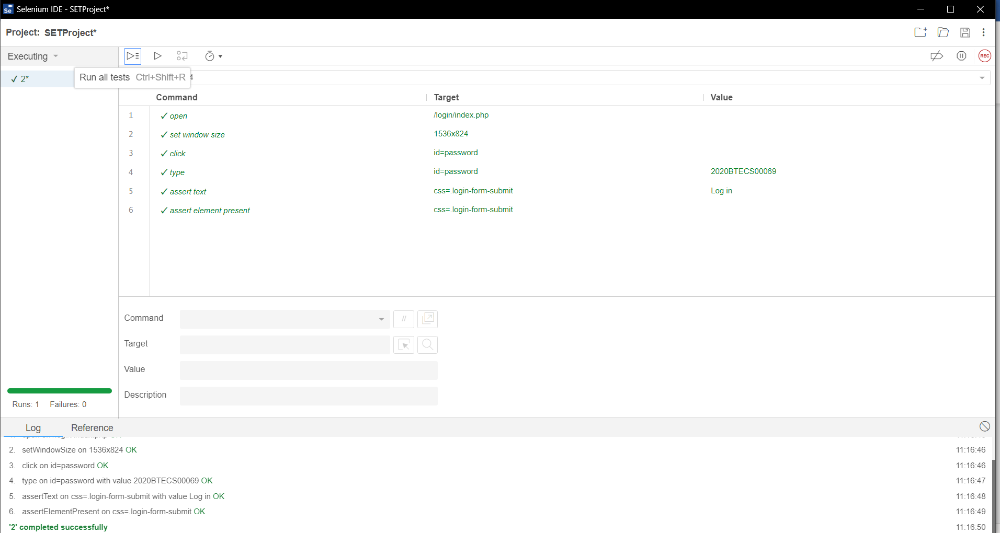 Selenium IDE - SETProject*
Project: SETProject*
Executing
REC
✓ 2*
Run all tests Ctrl+Shift+R
4
Command Target Value
1 ✓ open /login/index.php
2 ✓ set window size 1536x824
3 ✓ click id=password
4 ✓ type id=password 2020BTECS00069
5 ✓ assert text css=.login-form-submit Log in
6 ✓ assert element present css=.login-form-submit
Command //
Target
Value
Description
Runs: 1 Failures: 0
Log Reference
2. setWindowSize on 1536x824 OK 11:16:46
3. click on id=password OK 11:16:46
4. type on id=password with value 2020BTECS00069 OK 11:16:47
5. assertText on css=.login-form-submit with value Log in OK 11:16:48
6. assertElementPresent on css=.login-form-submit OK 11:16:49
'2' completed successfully 11:16:50